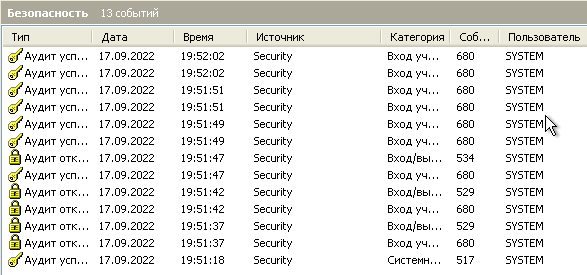 Безопасность 13 событий
Тип Дата Время Источник Категория Соб... Пользователь
Аудит усп... 17.09.2022 19:52:02 Security Вход уч... 680 SYSTEM
Аудит усп... 17.09.2022 19:52:02 Security Вход уч... 680 SYSTEM
Аудит усп... 17.09.2022 19:51:51 Security Вход уч... 680 SYSTEM
Аудит усп... 17.09.2022 19:51:51 Security Вход уч... 680 SYSTEM
Аудит усп... 17.09.2022 19:51:49 Security Вход уч... 680 SYSTEM
Аудит усп... 17.09.2022 19:51:49 Security Вход уч... 680 SYSTEM
Аудит отк... 17.09.2022 19:51:47 Security Вход/вы... 534 SYSTEM
Аудит усп... 17.09.2022 19:51:47 Security Вход уч... 680 SYSTEM
Аудит отк... 17.09.2022 19:51:42 Security Вход/вы... 529 SYSTEM
Аудит отк... 17.09.2022 19:51:42 Security Вход уч... 680 SYSTEM
Аудит отк... 17.09.2022 19:51:37 Security Вход/вы... 529 SYSTEM
Аудит отк... 17.09.2022 19:51:37 Security Вход уч... 680 SYSTEM
Аудит усп... 17.09.2022 19:51:18 Security Системн... 517 SYSTEM